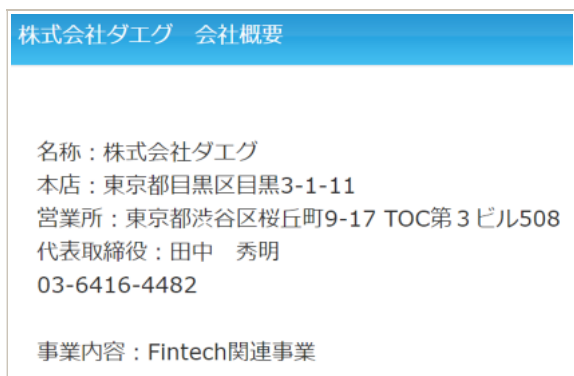 株式会社ダエグ　会社概要
名称：株式会社ダエグ
本店：東京都目黒区目黒3-1-11
営業所：東京都渋谷区桜丘町9-17 TOC第３ビル508
代表取締役：田中　秀明
03-6416-4482
事業内容：Fintech関連事業